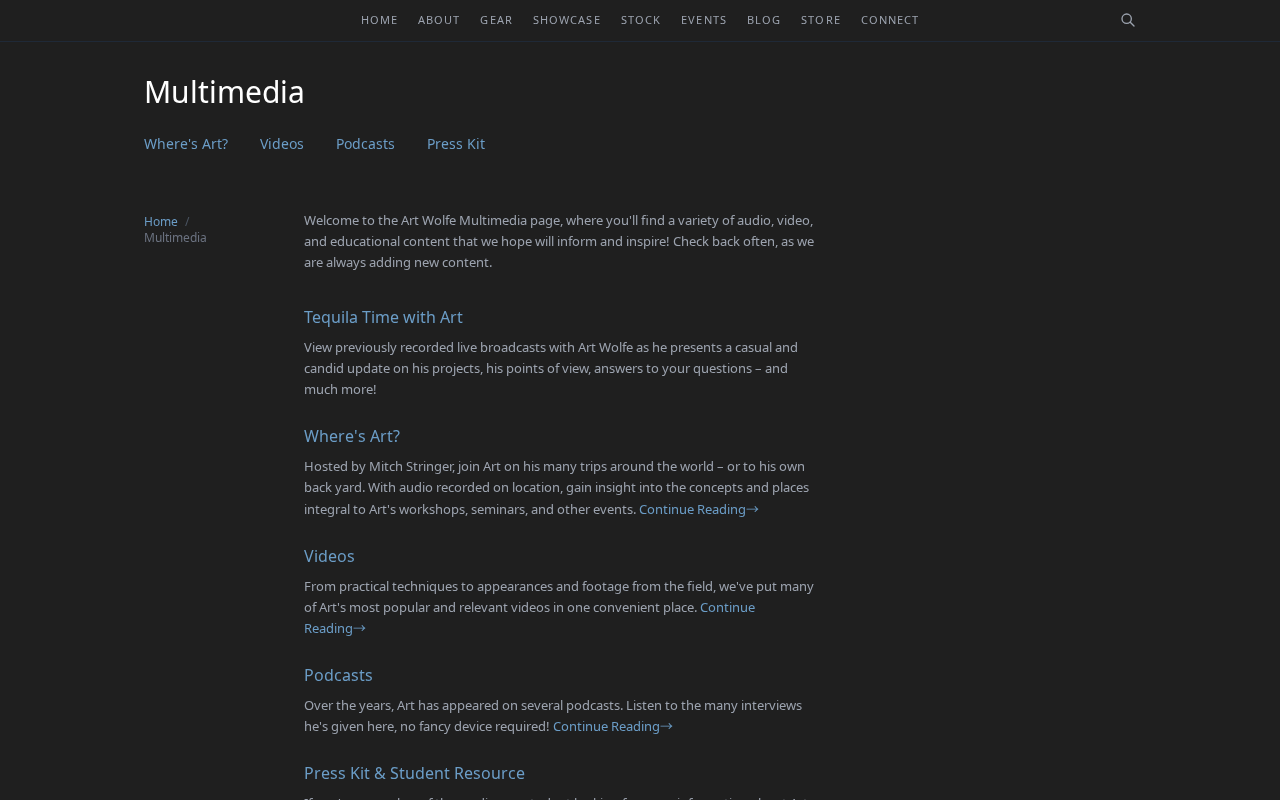 HOME ABOUT GEAR SHOWCASE STOCK EVENTS BLOG STORE CONNECT
Multimedia
Where's Art? Videos Podcasts Press Kit
Home /
Multimedia
Welcome to the Art Wolfe Multimedia page, where you'll find a variety of audio, video,
and educational content that we hope will inform and inspire! Check back often, as we
are always adding new content.
Tequila Time with Art
View previously recorded live broadcasts with Art Wolfe as he presents a casual and
candid update on his projects, his points of view, answers to your questions – and
much more!
Where's Art?
Hosted by Mitch Stringer, join Art on his many trips around the world – or to his own
back yard. With audio recorded on location, gain insight into the concepts and places
integral to Art's workshops, seminars, and other events. Continue Reading→
Videos
From practical techniques to appearances and footage from the field, we've put many
of Art's most popular and relevant videos in one convenient place. Continue
Reading→
Podcasts
Over the years, Art has appeared on several podcasts. Listen to the many interviews
he's given here, no fancy device required! Continue Reading→
Press Kit & Student Resource